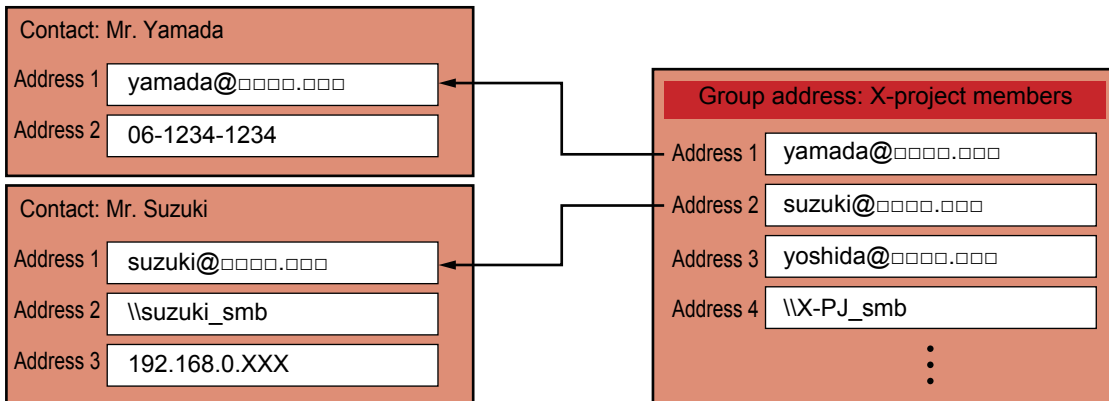 Contact: Mr. Yamada
Address 1 yamada@□□□□.□□□
Address 2 06-1234-1234
Contact: Mr. Suzuki
Address 1 suzuki@□□□□.□□□
Address 2 \\suzuki_smb
Address 3 192.168.0.XXX
Group address: X-project members
Address 1 yamada@□□□□.□□□
Address 2 suzuki@□□□□.□□□
Address 3 yoshida@□□□□.□□□
Address 4 \\X-PJ_smb